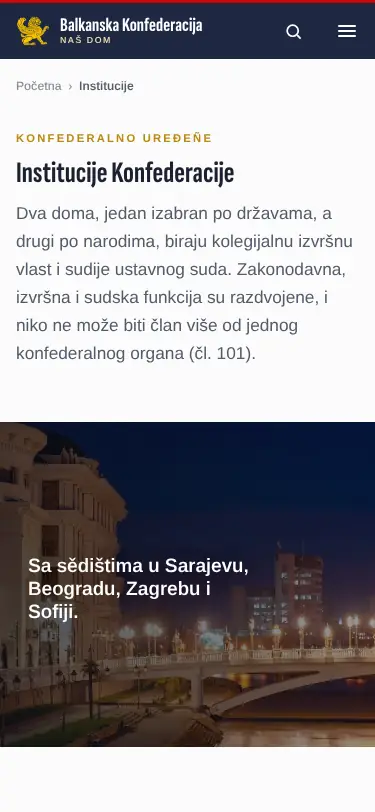 Balkanska Konfederacija
NAŠ DOM
Početna › Institucije
KONFEDERALNO UREĐEÑE
Institucije Konfederacije
Dva doma, jedan izabran po državama, a
drugi po narodima, biraju kolegijalnu izvršnu
vlast i sudije ustavnog suda. Zakonodavna,
izvršna i sudska funkcija su razdvojene, i
niko ne može biti član više od jednog
konfederalnog organa (čl. 101).
Sa sědištima u Sarajevu,
Beogradu, Zagrebu i
Sofiji.